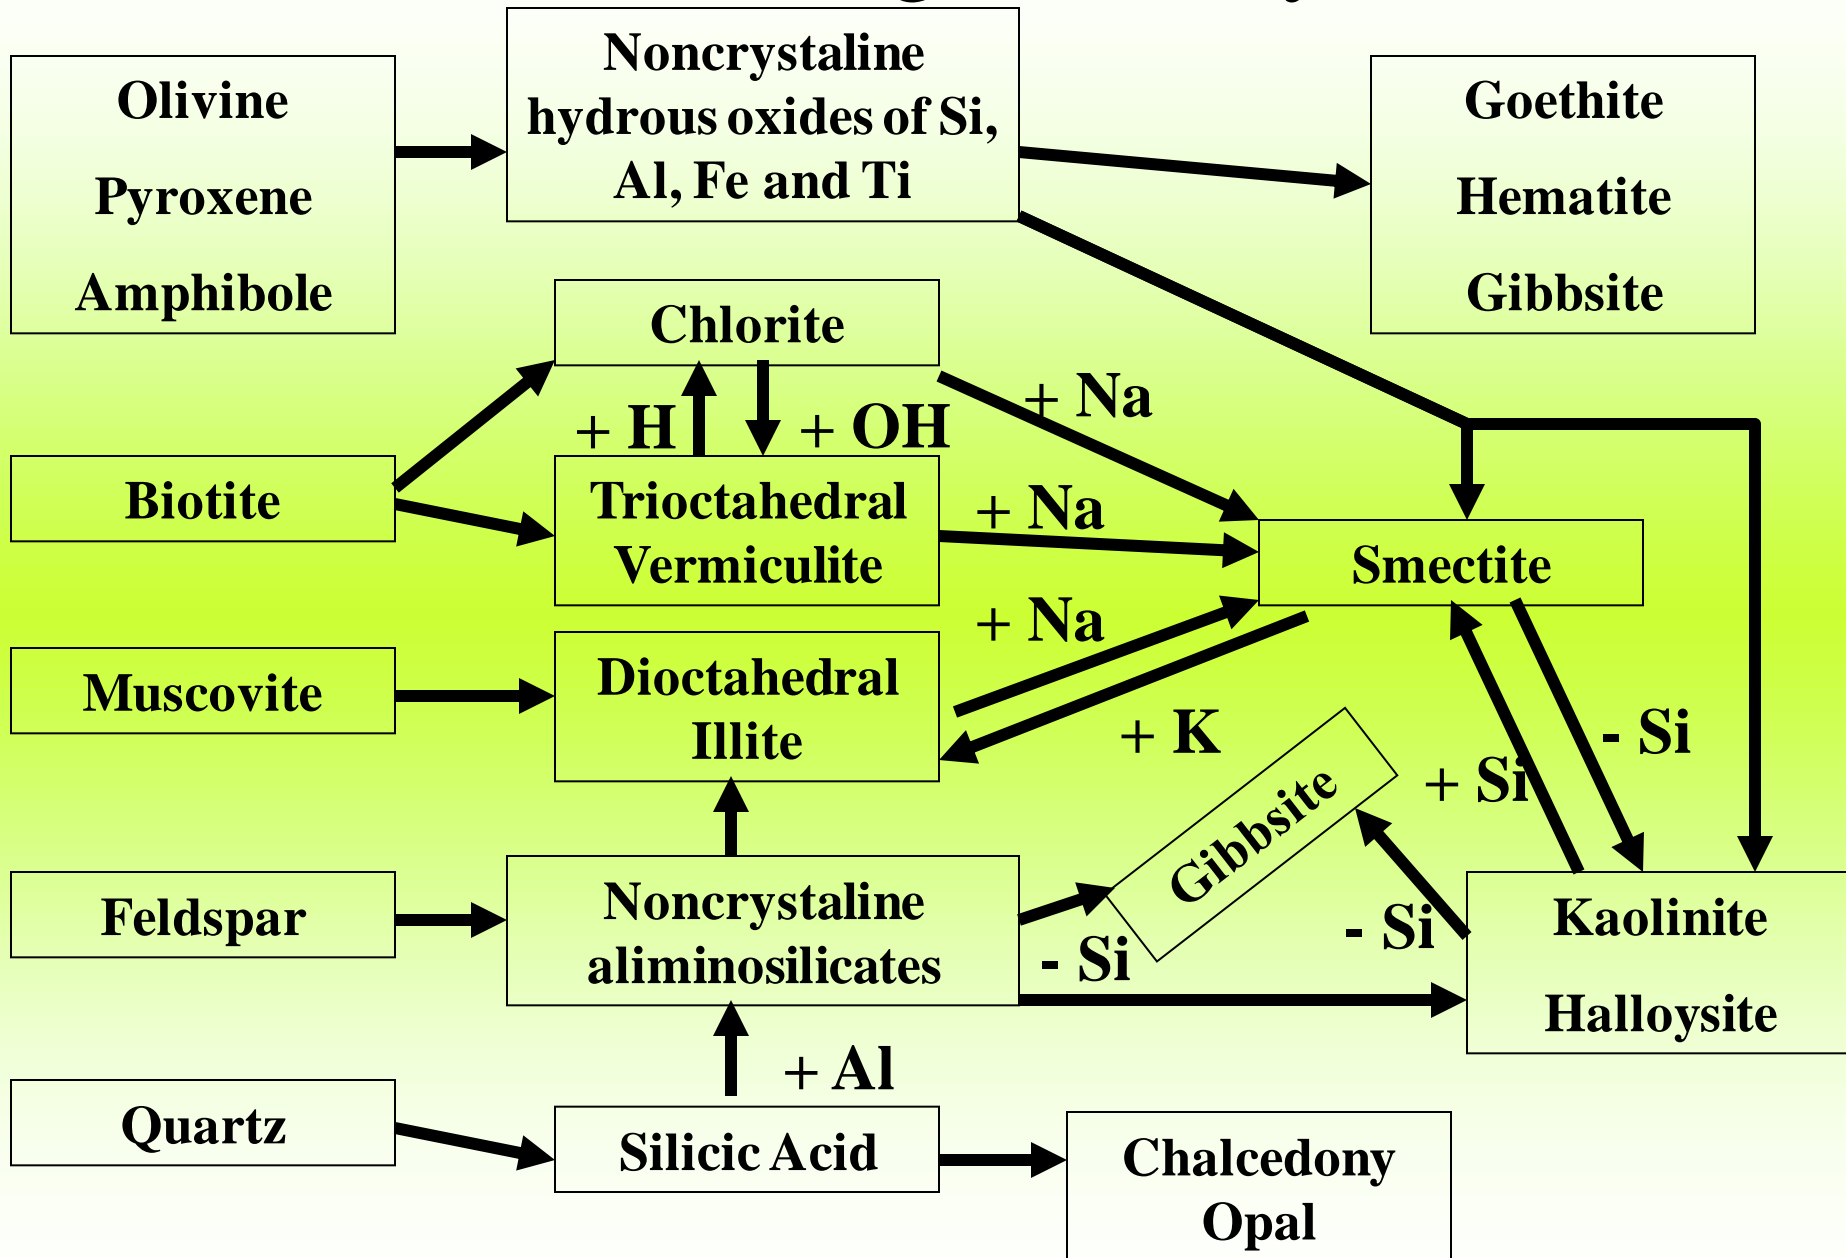 Olivine
Pyroxene
Amphibole
Noncrystaline
hydrous oxides of Si,
Al, Fe and Ti
Goethite
Hematite
Gibbsite
Chlorite
+ H
+ OH
+ Na
Biotite
Trioctahedral
Vermiculite
+ Na
Smectite
Muscovite
Dioctahedral
Illite
+ Na
+ K
- Si
+ Si
Gibbsite
Feldspar
Noncrystaline
aliminosilicates
- Si
- Si
Kaolinite
Halloysite
+ Al
Quartz
Silicic Acid
Chalcedony
Opal